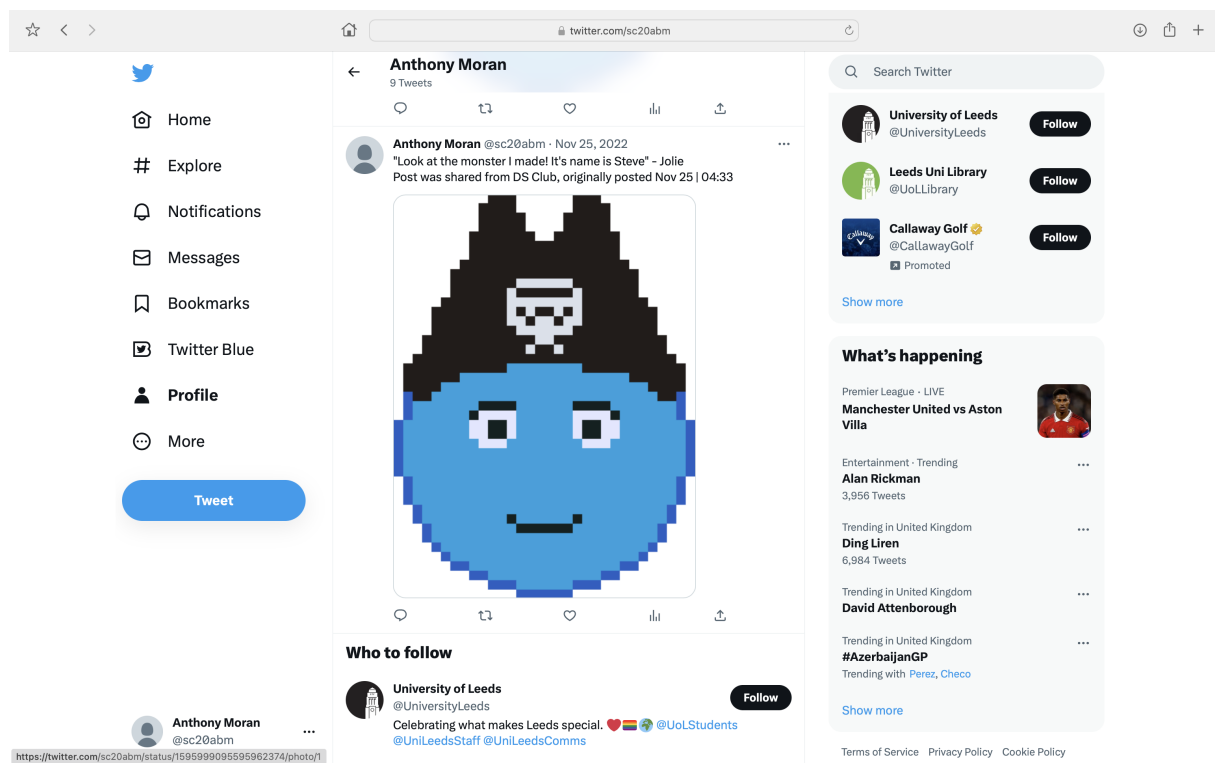 twitter.com/sc20abm
Home
Explore
Notifications
Messages
Bookmarks
Twitter Blue
Profile
More
Tweet
Anthony Moran
@sc20abm
https://twitter.com/sc20abm/status/1595999095595962374/photo/1
Anthony Moran
9 Tweets
Anthony Moran @sc20abm · Nov 25, 2022
"Look at the monster I made! It's name is Steve" - Jolie
Post was shared from DS Club, originally posted Nov 25 | 04:33
Who to follow
University of Leeds
@UniversityLeeds
Follow
Celebrating what makes Leeds special. ❤️🏳️‍🌈🌍 @UoLStudents
@UniLeedsStaff @UniLeedsComms
Search Twitter
University of Leeds
@UniversityLeeds
Follow
Leeds Uni Library
@UoLLibrary
Follow
Callaway
Callaway Golf
@CallawayGolf
Follow
Promoted
Show more
What's happening
Premier League · LIVE
Manchester United vs Aston
Villa
Entertainment · Trending
Alan Rickman
3,956 Tweets
Trending in United Kingdom
Ding Liren
6,984 Tweets
Trending in United Kingdom
David Attenborough
Trending in United Kingdom
#AzerbaijanGP
Trending with Perez, Checo
Show more
Terms of Service Privacy Policy Cookie Policy